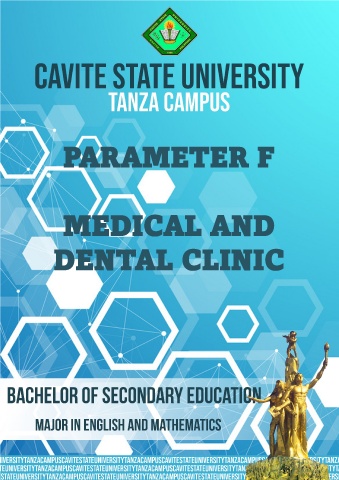 CAVITE STATE UNIVERSITY
TANZA CAMPUS
PARAMETER F
MEDICAL AND
DENTAL CLINIC
BACHELOR OF SECONDARY EDUCATION
MAJOR IN ENGLISH AND MATHEMATICS
IVERSITYTANZACAMPUSCAVITESTATEUNIVERSITYTANZACAMPUSCAVITESTATEUNIVERSITYTANZACAMP